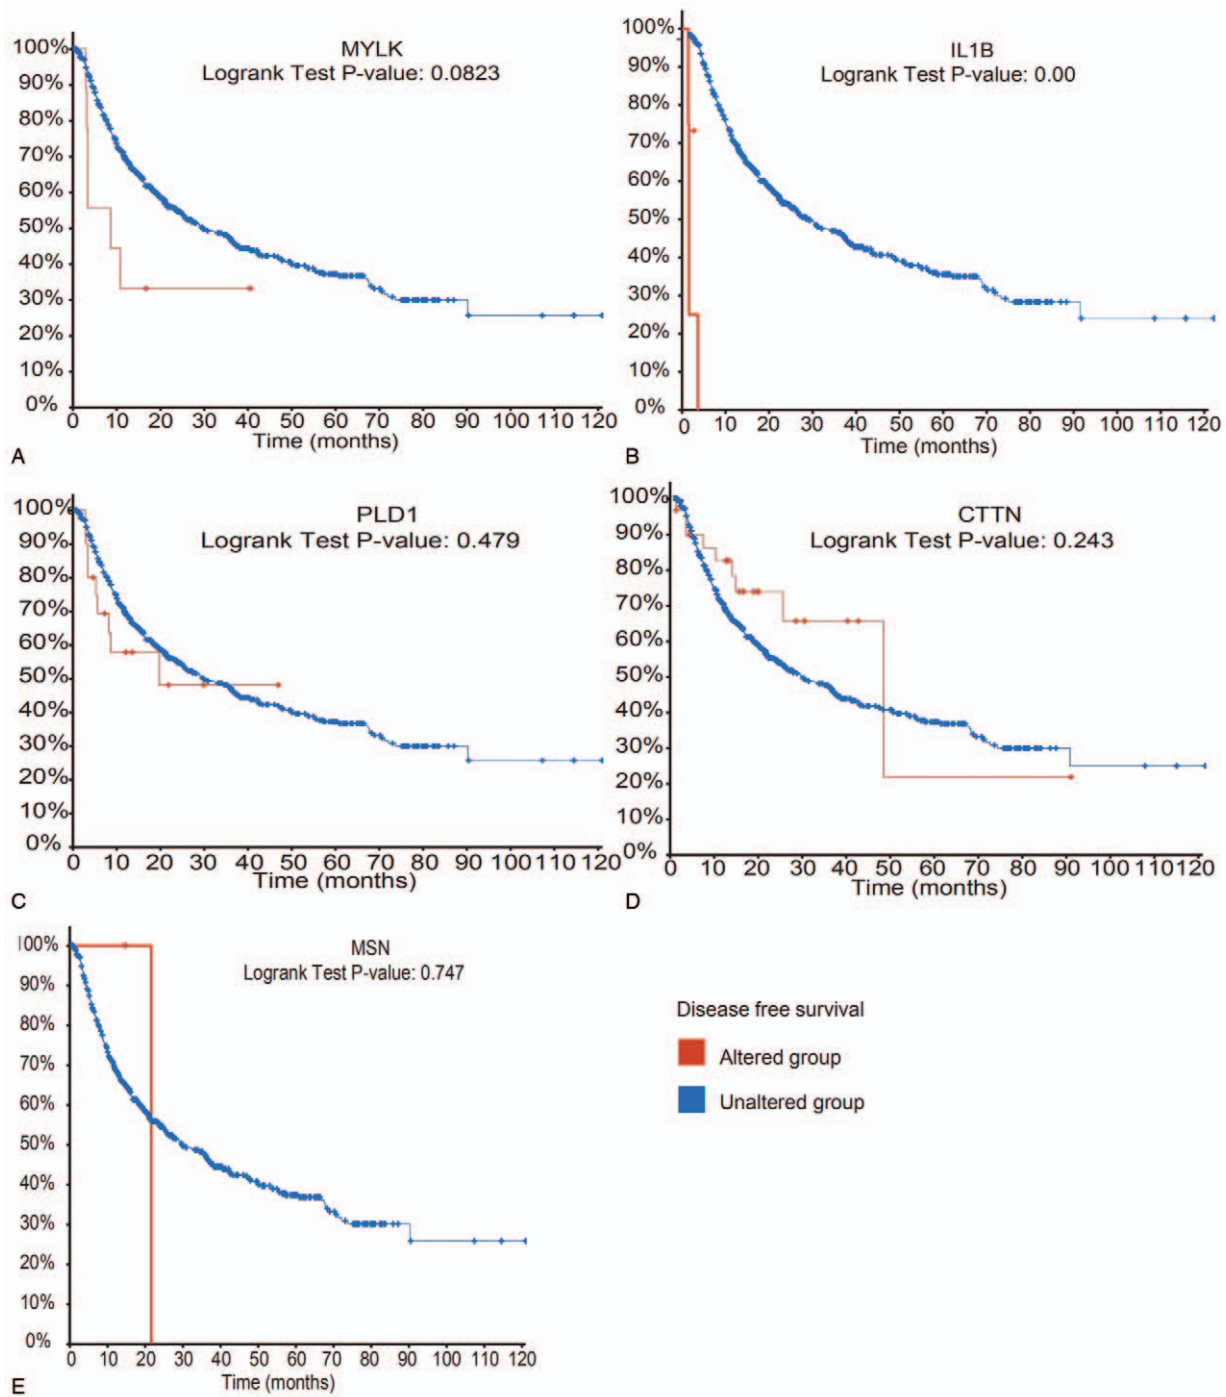 MYLK
Logrank Test P-value: 0.0823
100%
90%
80%
70%
60%
50%
40%
30%
20%
10%
0%
0 10 20 30 40 50 60 70 80 90 100 110 120
Time (months)
A
IL1B
Logrank Test P-value: 0.00
100%
90%
80%
70%
60%
50%
40%
30%
20%
10%
0%
0 10 20 30 40 50 60 70 80 90 100 110 120
Time (months)
B
PLD1
Logrank Test P-value: 0.479
100%
90%
80%
70%
60%
50%
40%
30%
20%
10%
0%
0 10 20 30 40 50 60 70 80 90 100 110 120
Time (months)
C
CTTN
Logrank Test P-value: 0.243
100%
90%
80%
70%
60%
50%
40%
30%
20%
10%
0%
0 10 20 30 40 50 60 70 80 90 100 110 120
Time (months)
D
MSN
Logrank Test P-value: 0.747
100%
90%
80%
70%
60%
50%
40%
30%
20%
10%
0%
0 10 20 30 40 50 60 70 80 90 100 110 120
Time (months)
E
Disease free survival
Altered group
Unaltered group